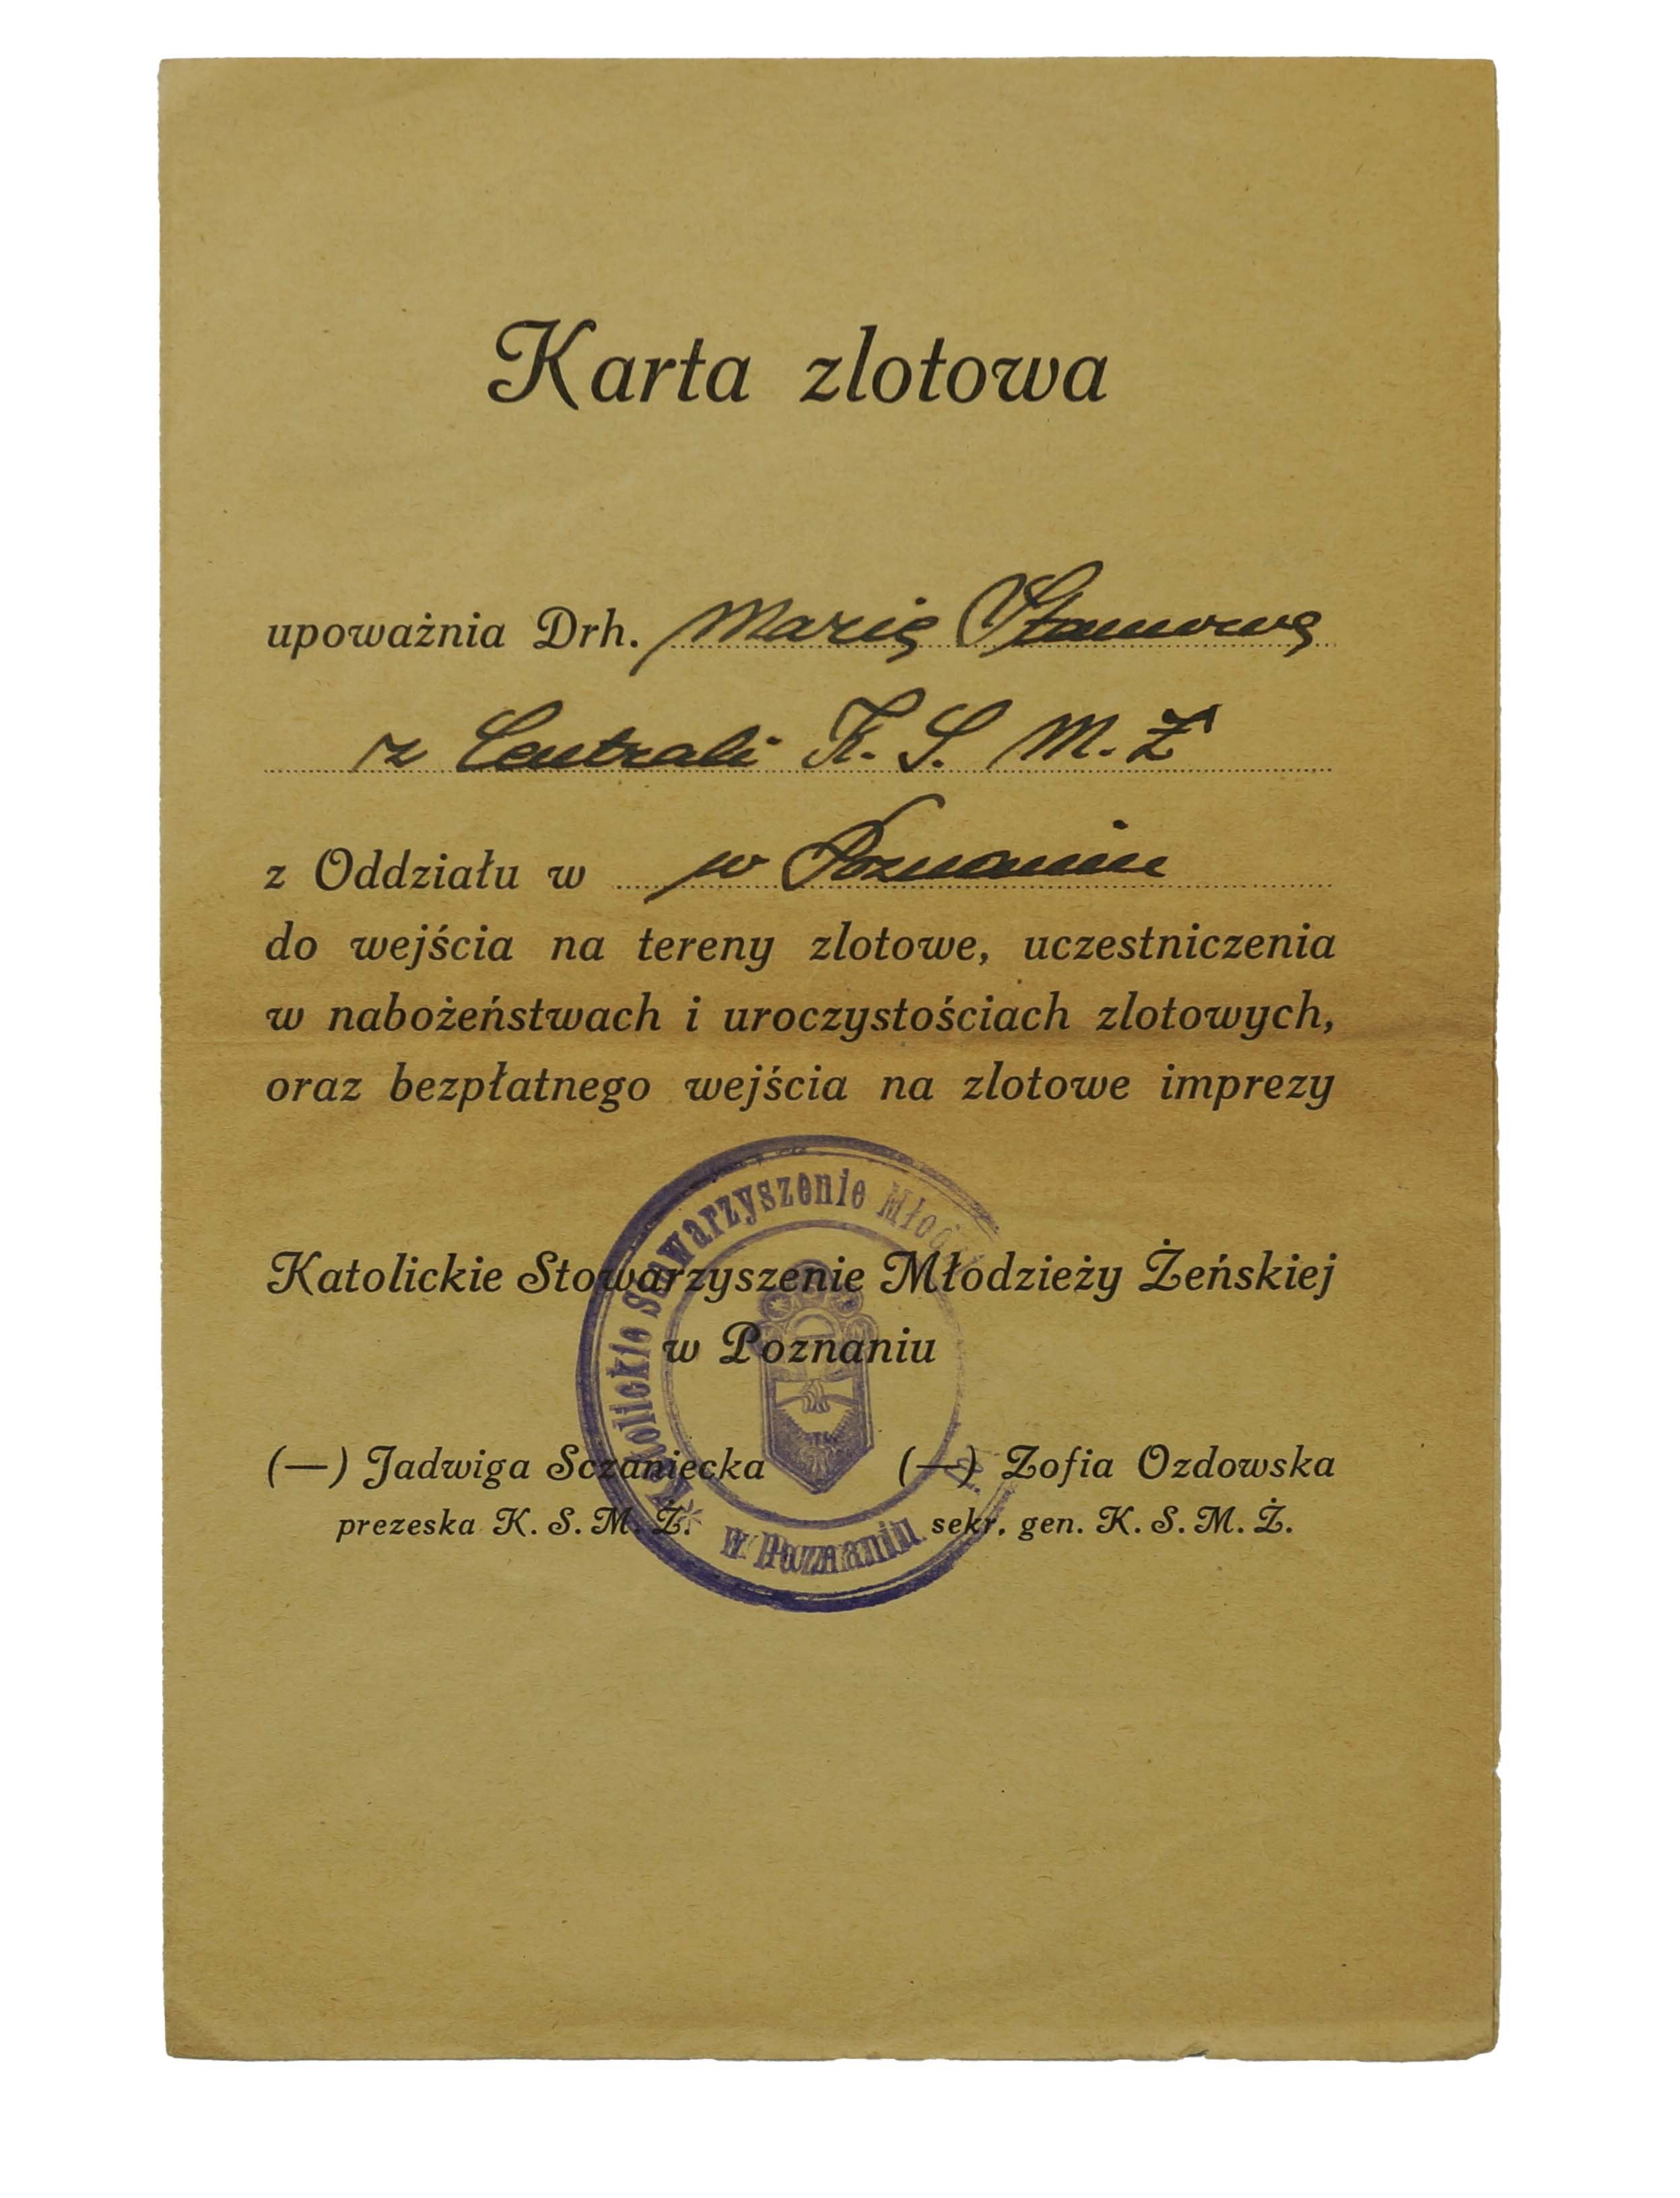 Karta zlotowa
upoważnia Drh. Marię
z Centrali K. S. M. Ż
z Oddziału w w Poznaniu
do wejścia na tereny zlotowe, uczestniczenia
w nabożeństwach i uroczystościach zlotowych,
oraz bezpłatnego wejścia na zlotowe imprezy
Katolickie Stowarzyszenie Młodzieży Żeńskiej
w Poznaniu
(—) Jadwiga Sczaniecka (—) Zofia Ozdowska
prezeska K. S. M. Ż. sekr. gen. K. S. M. Ż.
Katolickie Stowarzyszenie
w Poznaniu